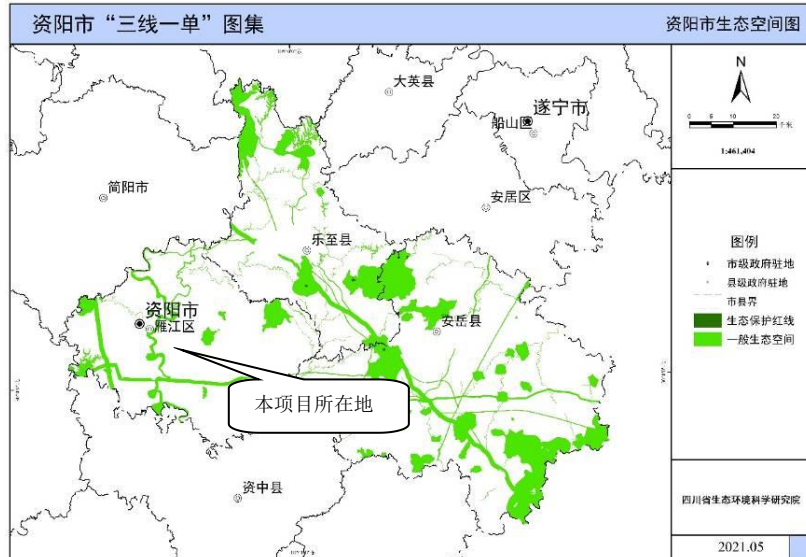 资阳市“三线一单”图集
资阳市生态空间图
大英县
遂宁市
船山区
简阳市
安居区
乐至县
资阳市
雁江区
安岳县
本项目所在地
资中县
N
0 5 10 20
千米
1:461,404
图例
市级政府驻地
县级政府驻地
市县界
生态保护红线
一般生态空间
四川省生态环境科学研究院
2021.05